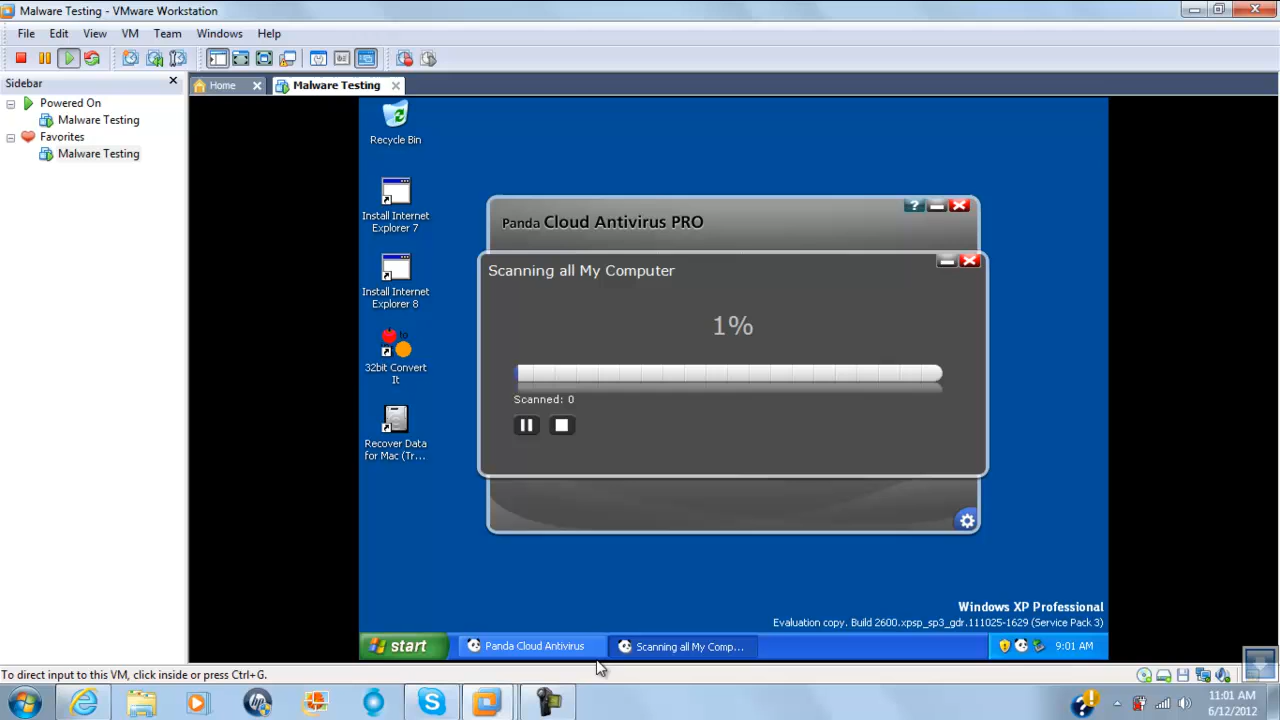 Malware Testing - VMware Workstation
File Edit View VM Team Windows Help
Sidebar
Home
Malware Testing
Powered On
Malware Testing
Favorites
Malware Testing
Recycle Bin
Install Internet
Explorer 7
Install Internet
Explorer 8
32bit Convert
It
Recover Data
for Mac (Tr...
Panda Cloud Antivirus PRO
Scanning all My Computer
1%
Scanned: 0
Windows XP Professional
Evaluation copy. Build 2600.xpsp_sp3_gdr.111025-1629 (Service Pack 3)
start
Panda Cloud Antivirus
Scanning all My Comp...
9:01 AM
To direct input to this VM, click inside or press Ctrl+G.
11:01 AM
6/12/2012